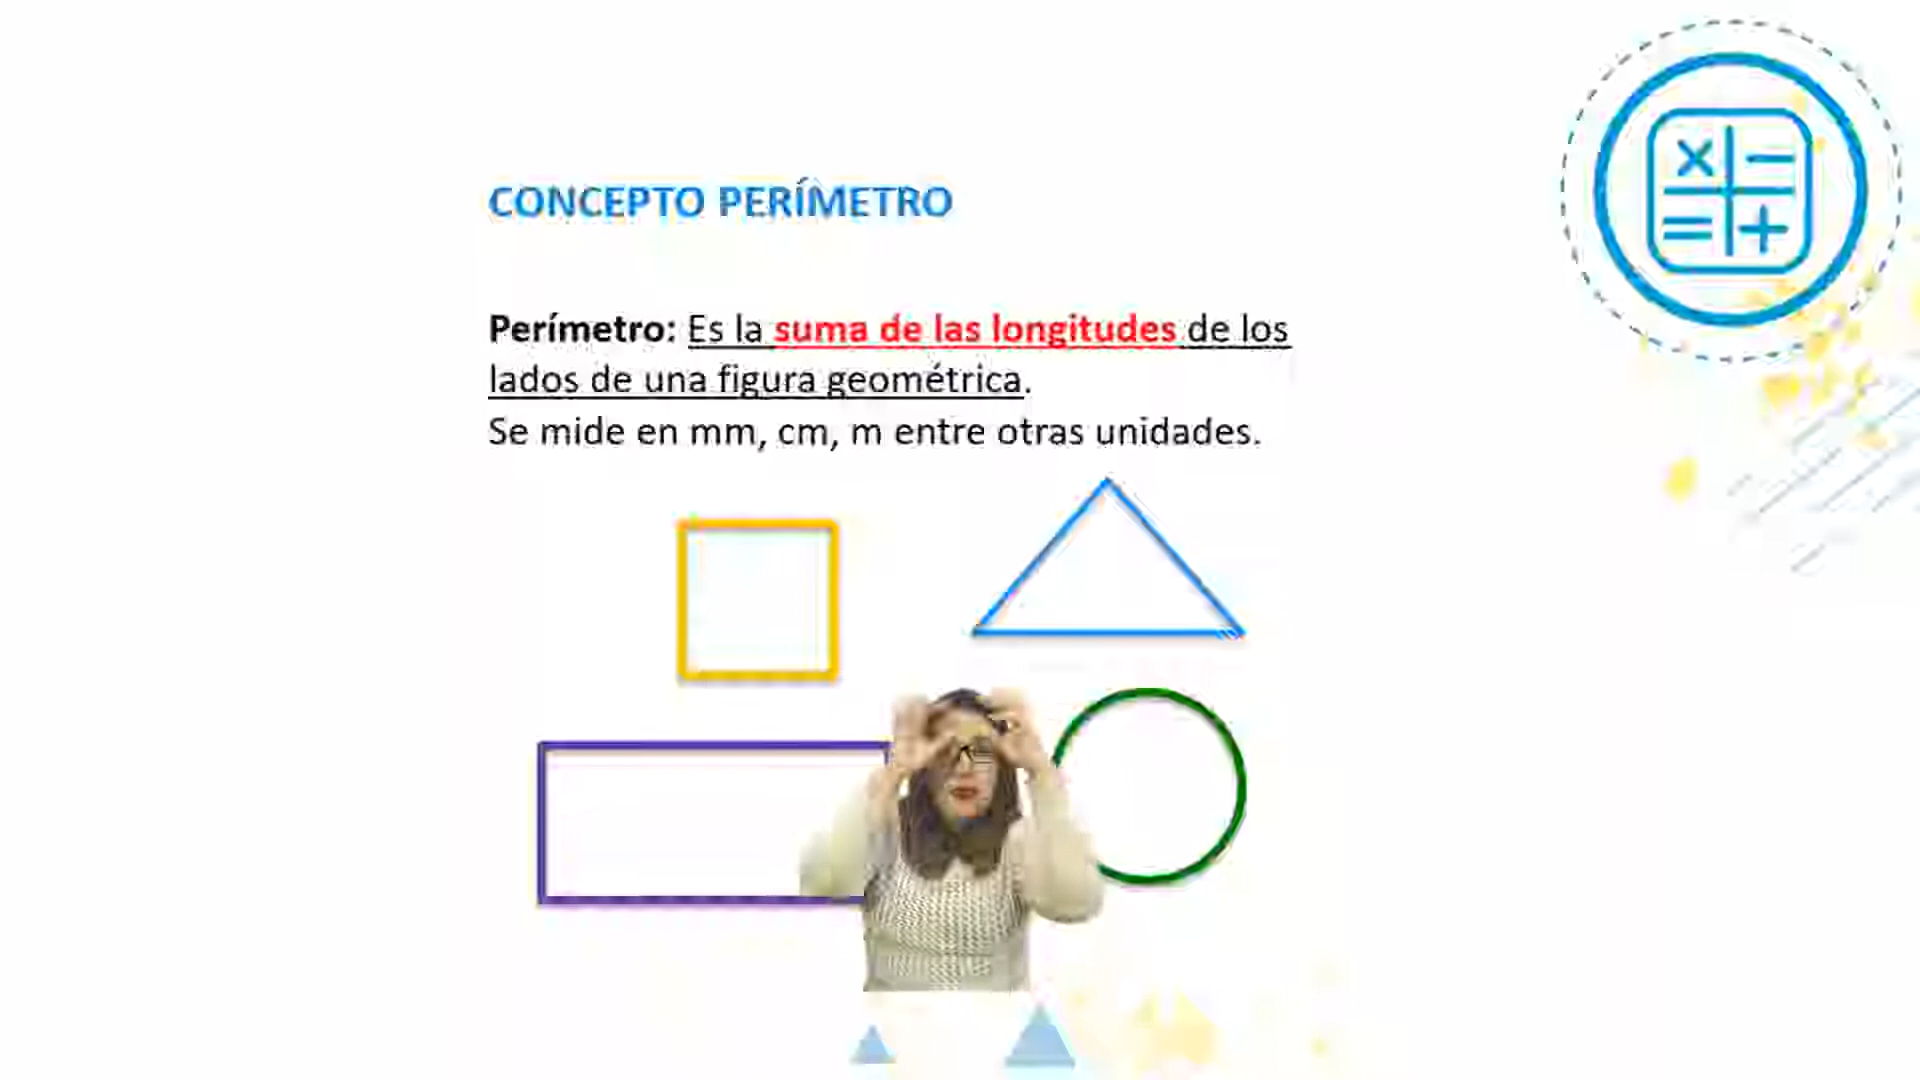 CONCEPTO PERÍMETRO
Perímetro: Es la suma de las longitudes de los
lados de una figura geométrica.
Se mide en mm, cm, m entre otras unidades.